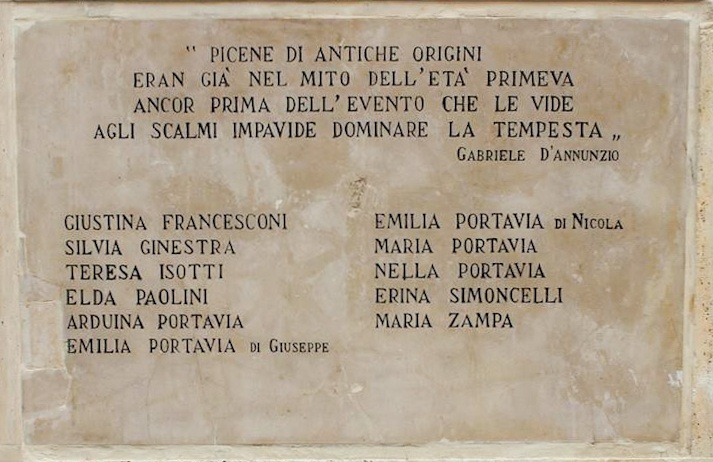 “ PICENE DI ANTICHE ORIGINI
ERAN GIÀ NEL MITO DELL'ETÀ PRIMEVA
ANCOR PRIMA DELL'EVENTO CHE LE VIDE
AGLI SCALMI IMPAVIDE DOMINARE LA TEMPESTA „
GABRIELE D'ANNUNZIO
GIUSTINA FRANCESCONI
SILVIA GINESTRA
TERESA ISOTTI
ELDA PAOLINI
ARDUINA PORTAVIA
EMILIA PORTAVIA DI GIUSEPPE
EMILIA PORTAVIA DI NICOLA
MARIA PORTAVIA
NELLA PORTAVIA
ERINA SIMONCELLI
MARIA ZAMPA